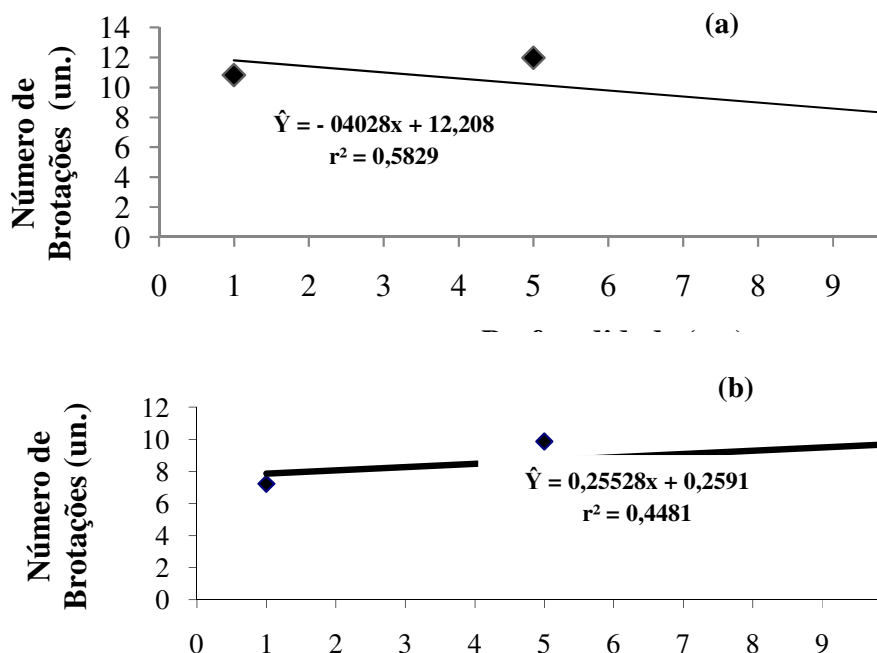 (a)
Número de
Brotações (un.)
14
12
10
8
6
4
2
0
Ŷ = - 04028x + 12,208
r² = 0,5829
0 1 2 3 4 5 6 7 8 9
(b)
Número de
Brotações (un.)
12
10
8
6
4
2
0
Ŷ = 0,25528x + 0,2591
r² = 0,4481
0 1 2 3 4 5 6 7 8 9